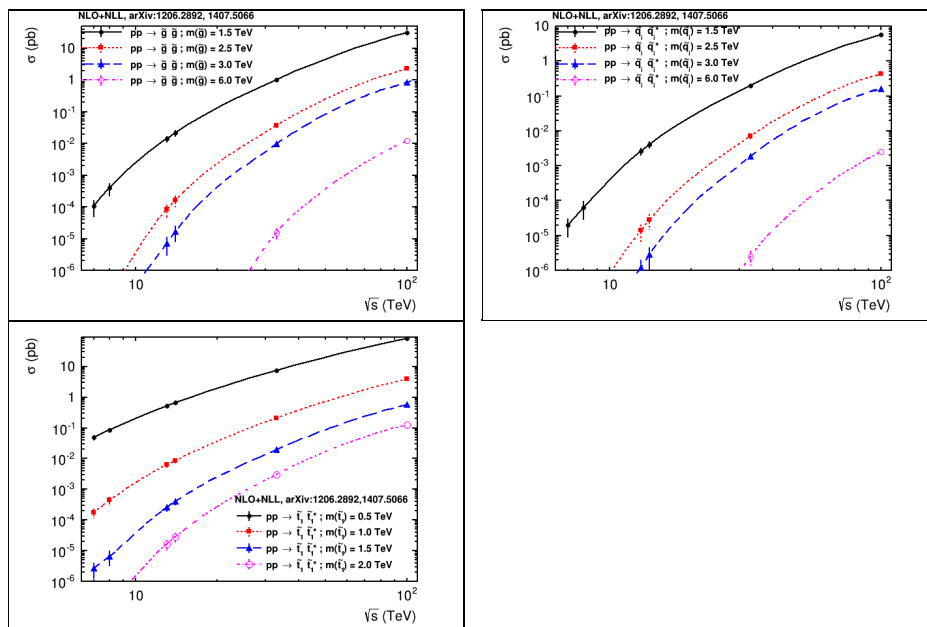 NLO+NLL, arXiv:1206.2892, 1407.5066
σ (pb)
pp → g̃ g̃ ; m(g̃) = 1.5 TeV
pp → g̃ g̃ ; m(g̃) = 2.5 TeV
pp → g̃ g̃ ; m(g̃) = 3.0 TeV
pp → g̃ g̃ ; m(g̃) = 6.0 TeV
10
1
10⁻¹
10⁻²
10⁻³
10⁻⁴
10⁻⁵
10⁻⁶
10
10²
√s (TeV)
NLO+NLL, arXiv:1206.2892, 1407.5066
σ (pb)
pp → q̃ᵢ q̃ᵢ* ; m(q̃ᵢ) = 1.5 TeV
pp → q̃ᵢ q̃ᵢ* ; m(q̃ᵢ) = 2.5 TeV
pp → q̃ᵢ q̃ᵢ* ; m(q̃ᵢ) = 3.0 TeV
pp → q̃ᵢ q̃ᵢ* ; m(q̃ᵢ) = 6.0 TeV
10
1
10⁻¹
10⁻²
10⁻³
10⁻⁴
10⁻⁵
10⁻⁶
10
10²
√s (TeV)
σ (pb)
10
1
10⁻¹
10⁻²
10⁻³
10⁻⁴
10⁻⁵
10⁻⁶
NLO+NLL, arXiv:1206.2892,1407.5066
pp → t̃₁ t̃₁* ; m(t̃₁) = 0.5 TeV
pp → t̃₁ t̃₁* ; m(t̃₁) = 1.0 TeV
pp → t̃₁ t̃₁* ; m(t̃₁) = 1.5 TeV
pp → t̃₁ t̃₁* ; m(t̃₁) = 2.0 TeV
10
10²
√s (TeV)